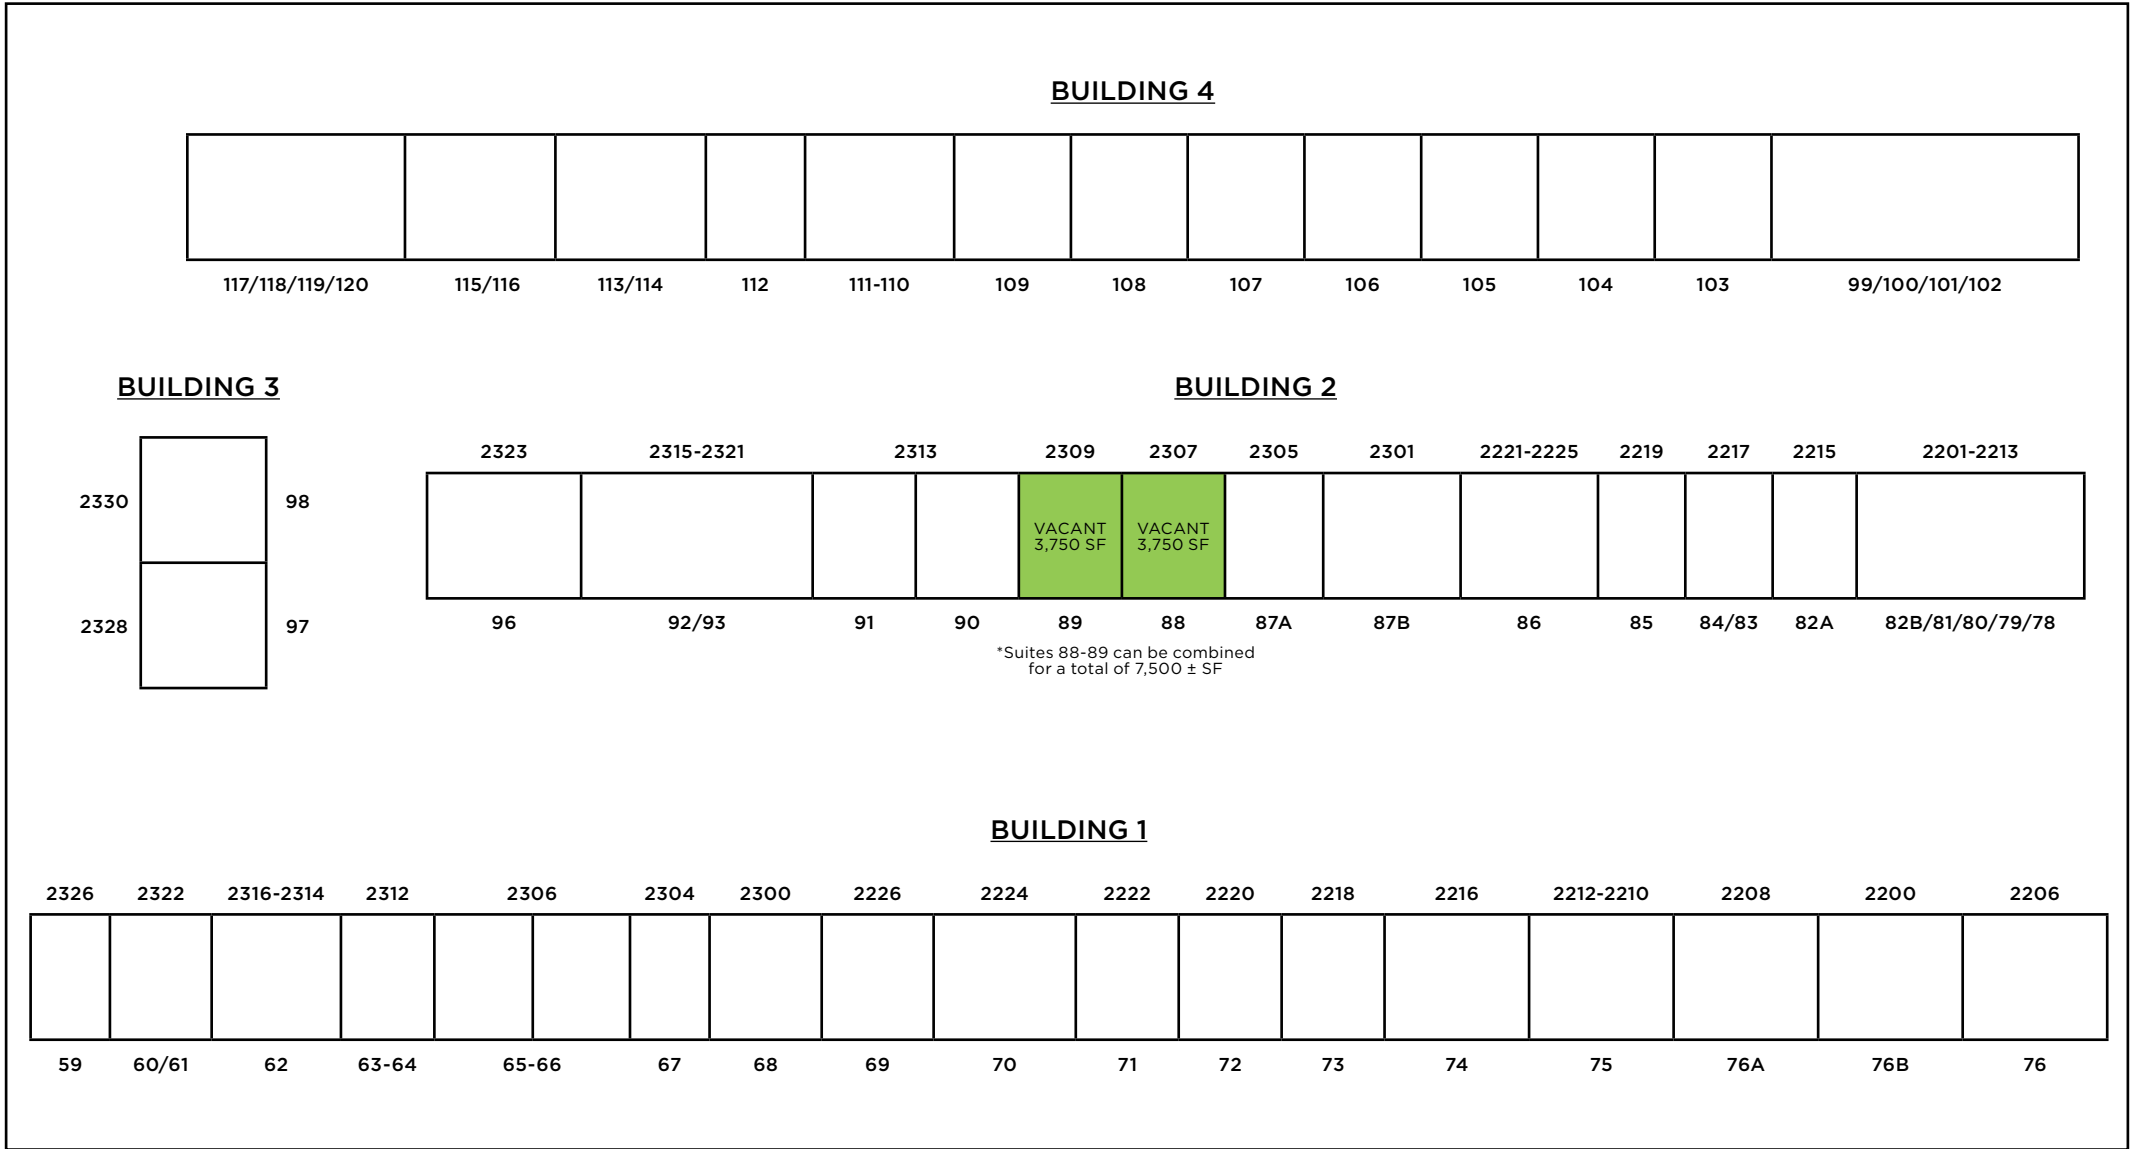 BUILDING 4
117/118/119/120 115/116 113/114 112 111-110 109 108 107 106 105 104 103 99/100/101/102
BUILDING 3
2330 98
2328 97
BUILDING 2
2323 2315-2321 2313 2309 2307 2305 2301 2221-2225 2219 2217 2215 2201-2213
VACANT VACANT
3,750 SF 3,750 SF
96 92/93 91 90 89 88 87A 87B 86 85 84/83 82A 82B/81/80/79/78
*Suites 88-89 can be combined
for a total of 7,500 ± SF
BUILDING 1
2326 2322 2316-2314 2312 2306 2304 2300 2226 2224 2222 2220 2218 2216 2212-2210 2208 2200 2206
59 60/61 62 63-64 65-66 67 68 69 70 71 72 73 74 75 76A 76B 76